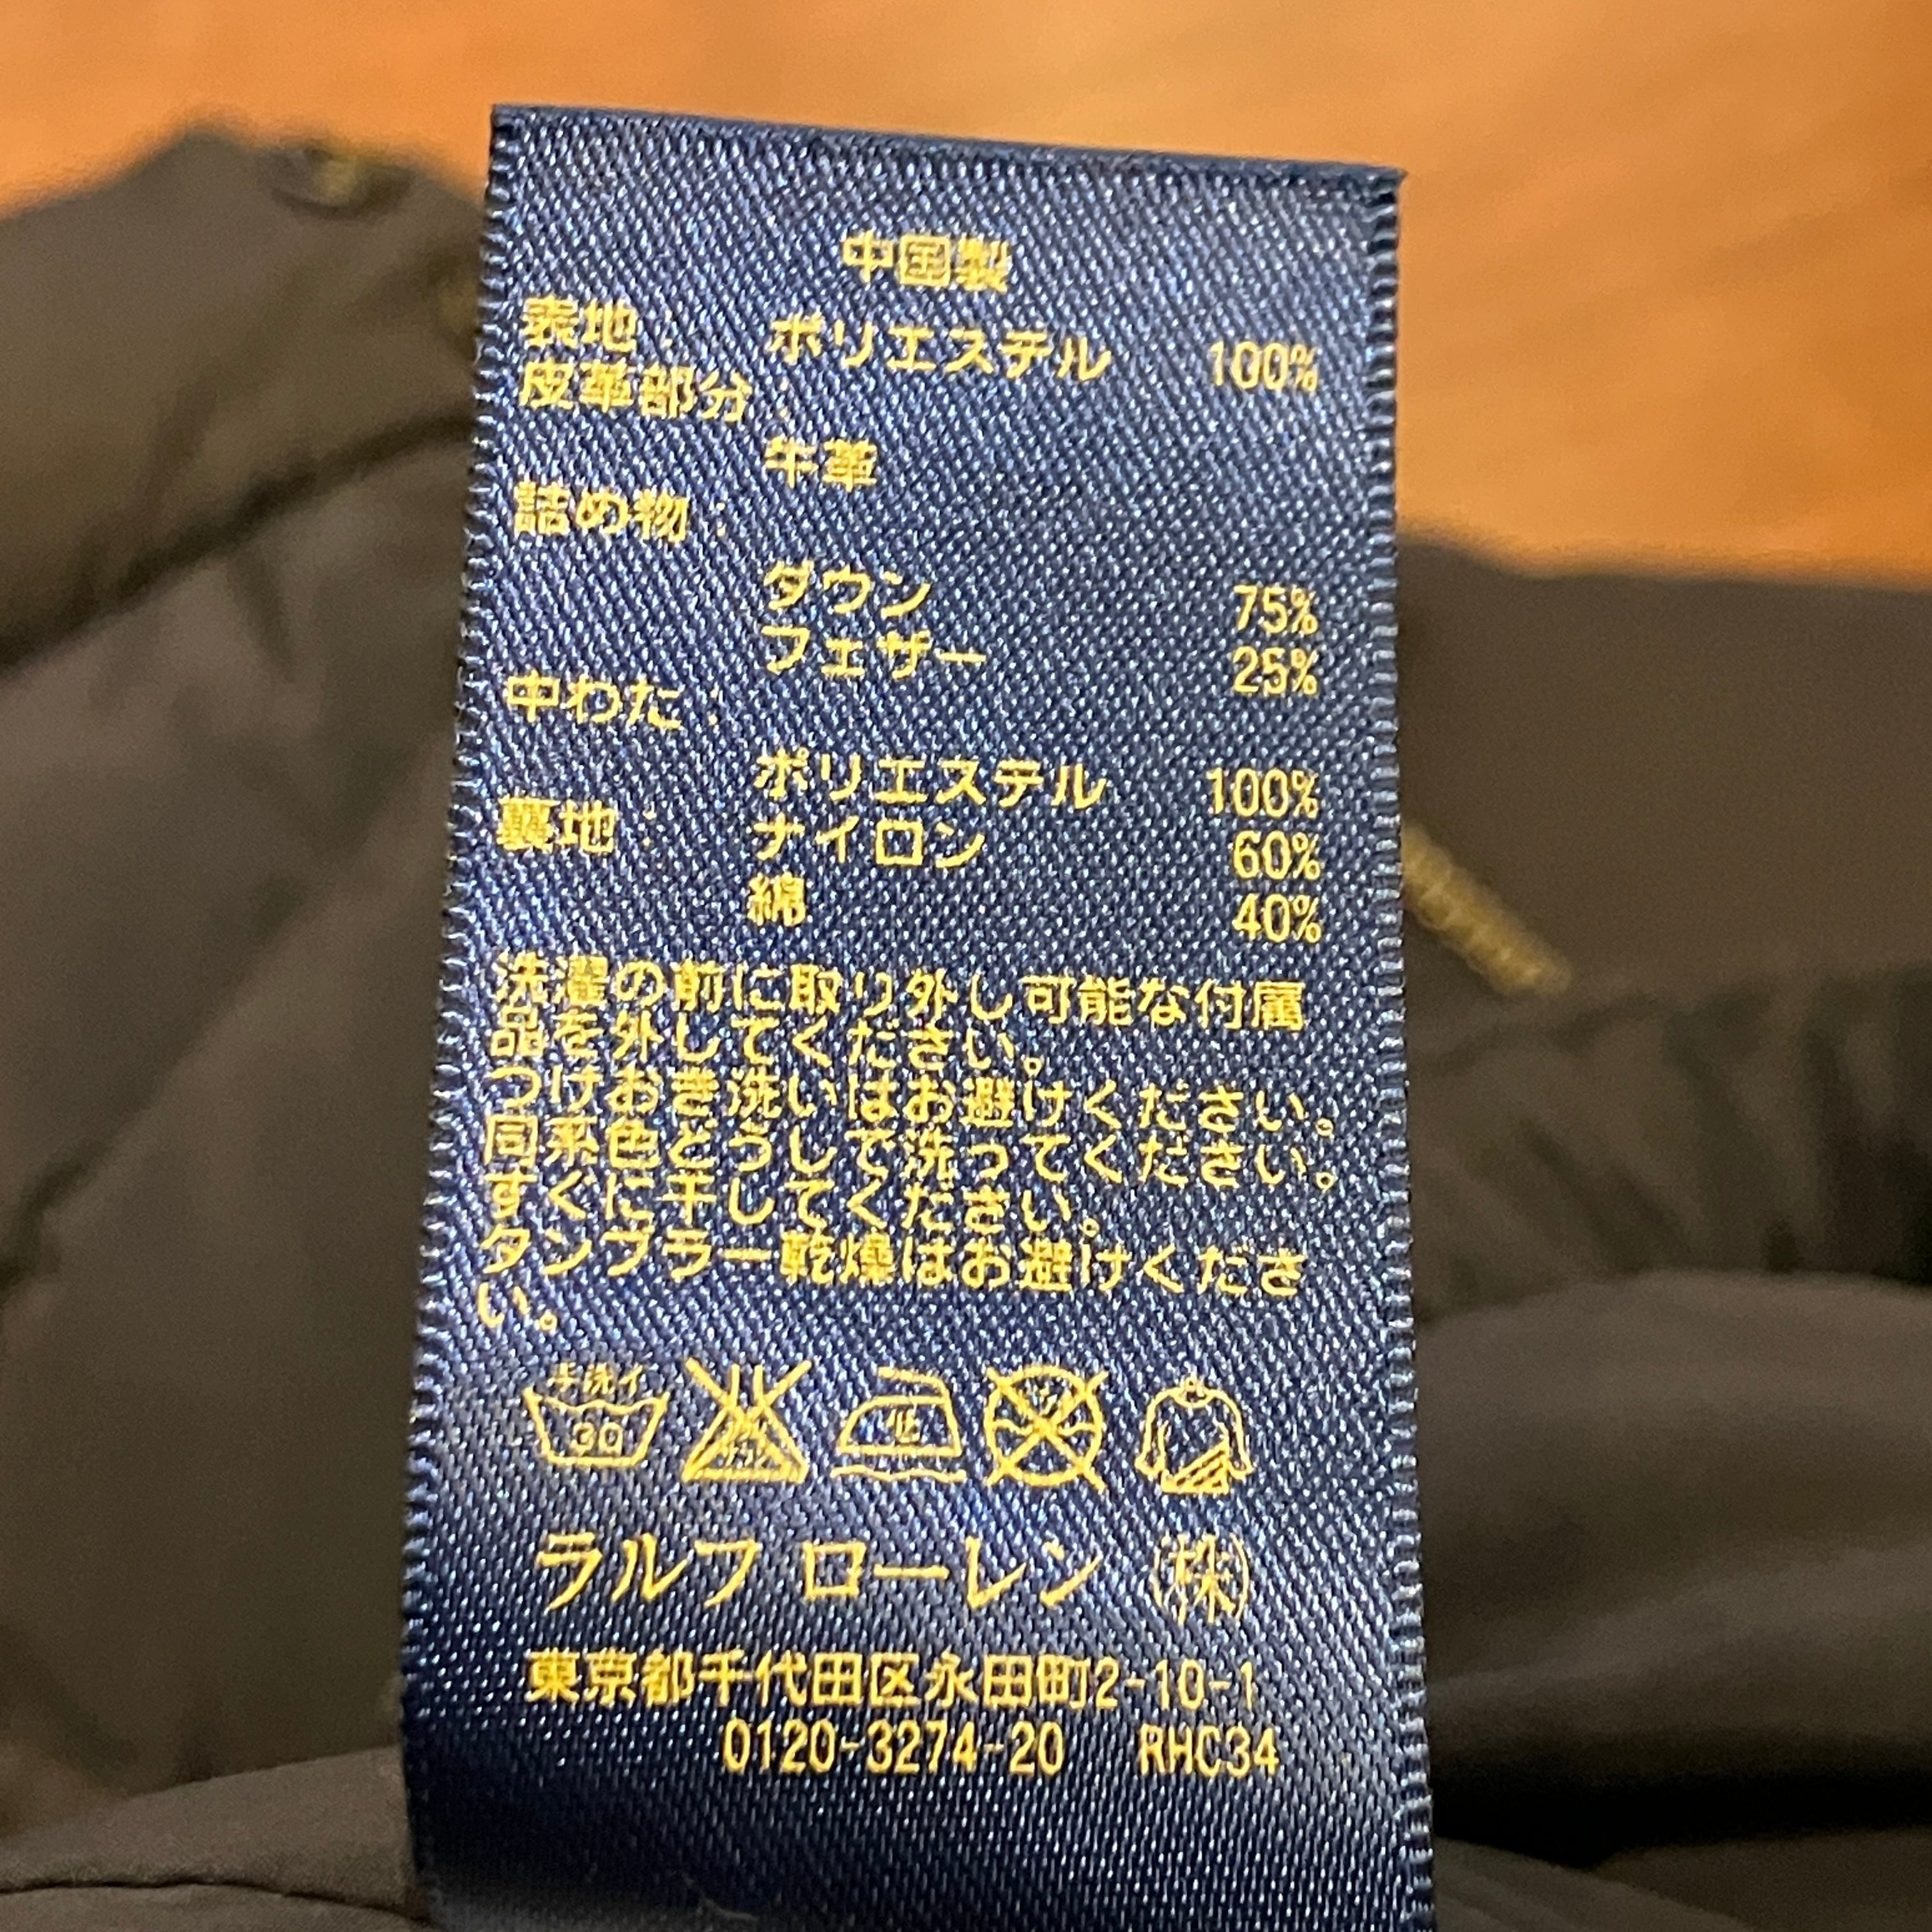 中国製
表地: ポリエステル 100%
皮革部分:
牛革
詰め物:
ダウン 75%
フェザー 25%
中わた:
ポリエステル 100%
裏地: ナイロン 60%
綿 40%
洗濯の前に取り外し可能な付属
品を外してください。
つけおき洗いはお避けください。
同系色どうしで洗ってください。
すぐに干してください。
タンブラー乾燥はお避けくださ
い。
手洗イ
30
低
ラルフ ローレン ㈱
東京都千代田区永田町2-10-1
0120-3274-20 RHC34